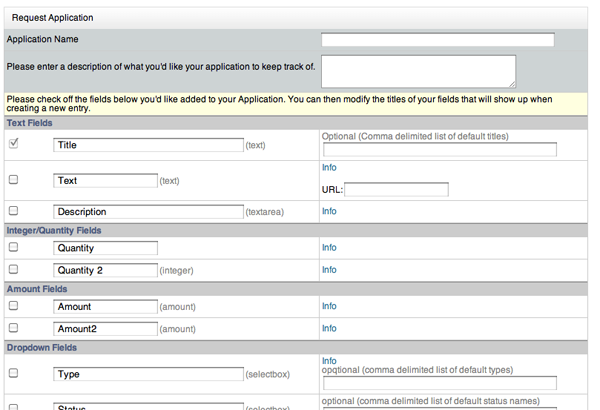 Request Application
Application Name
Please enter a description of what you'd like your application to keep track of.
Please check off the fields below you'd like added to your Application. You can then modify the titles of your fields that will show up when
creating a new entry.
Text Fields
Optional (Comma delimited list of default titles)
Title (text)
Info
Text (text)
URL:
Description (textarea) Info
Integer/Quantity Fields
Quantity Info
Quantity 2 (integer) Info
Amount Fields
Amount (amount) Info
Amount2 (amount) Info
Dropdown Fields
Info
opqtional (comma delimited list of default types)
Type (selectbox)
optional (comma delimited list of default status names)
Status (selectbox)